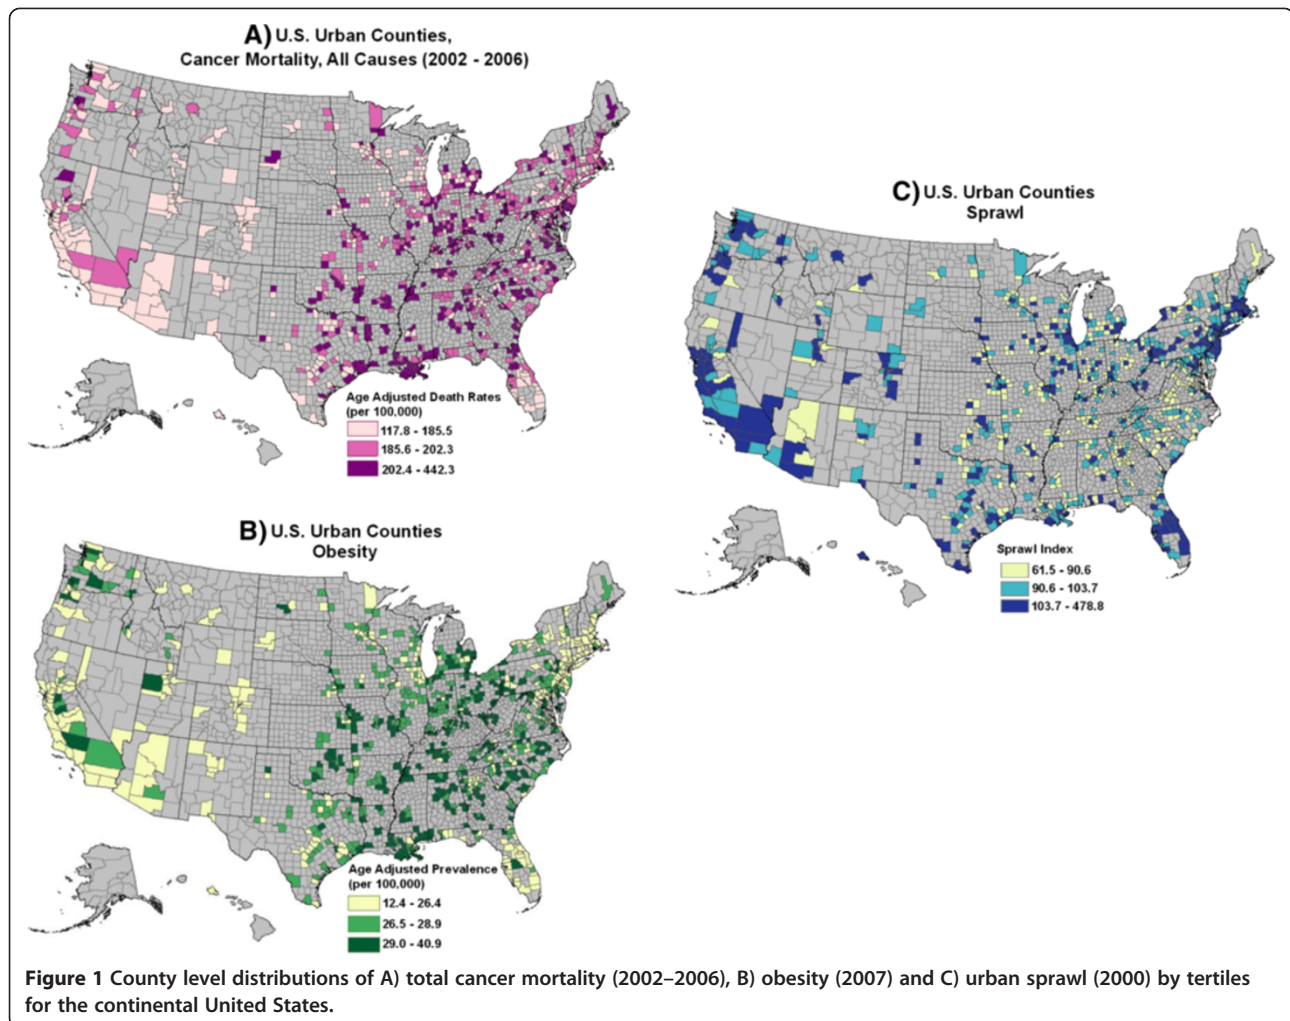 A) U.S. Urban Counties,
Cancer Mortality, All Causes (2002 - 2006)
Age Adjusted Death Rates
(per 100,000)
117.8 - 185.5
185.6 - 202.3
202.4 - 442.3
B) U.S. Urban Counties
Obesity
Age Adjusted Prevalence
(per 100,000)
12.4 - 26.4
26.5 - 28.9
29.0 - 40.9
C) U.S. Urban Counties
Sprawl
Sprawl Index
61.5 - 90.6
90.6 - 103.7
103.7 - 478.8
Figure 1 County level distributions of A) total cancer mortality (2002–2006), B) obesity (2007) and C) urban sprawl (2000) by tertiles
for the continental United States.